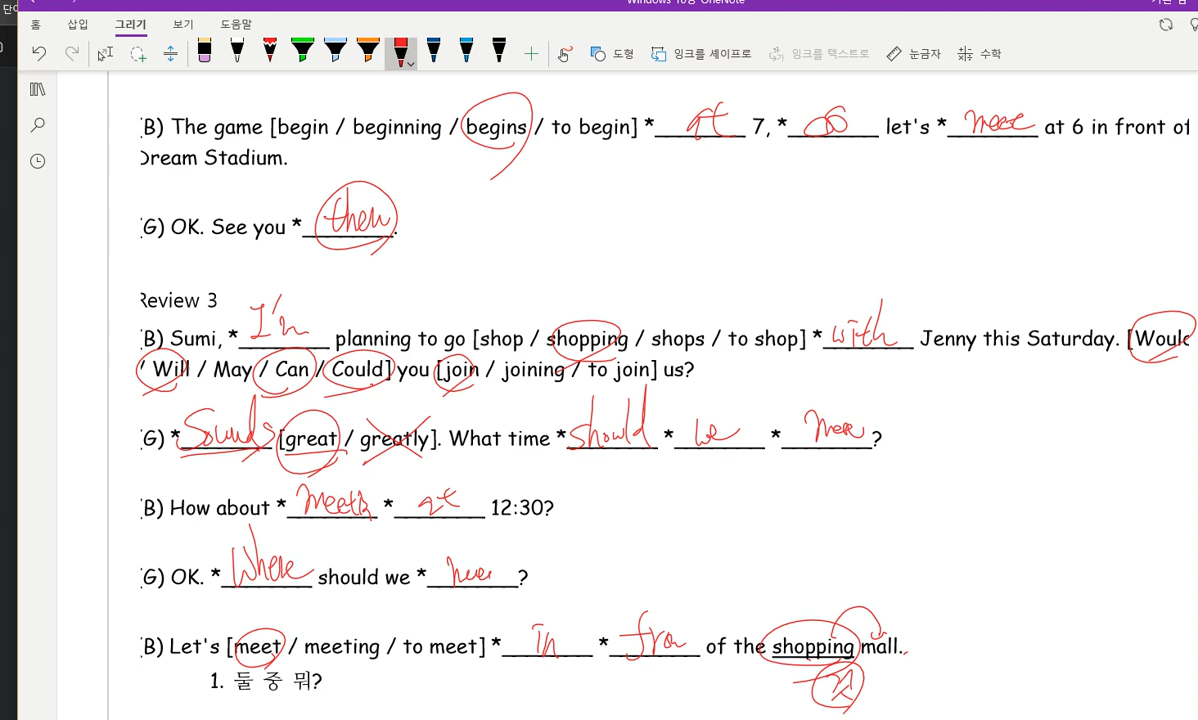 Windows 10용 OneNote
홈 삽입 그리기 보기 도움말
도형 잉크를 셰이프로 잉크를 텍스트로 눈금자 수학
B) The game [begin / beginning / begins / to begin] * at 7, * so let's * meet at 6 in front of
Dream Stadium.
G) OK. See you * then.
Review 3
B) Sumi, * I'm planning to go [shop / shopping / shops / to shop] * with Jenny this Saturday. [Would
/ Will / May / Can / Could] you [join / joining / to join] us?
G) * Sounds [great / greatly]. What time * should * we * meet ?
B) How about * meeting * at 12:30?
G) OK. * Where should we * meet ?
B) Let's [meet / meeting / to meet] * in * front of the shopping mall.
1. 둘 중 뭐?